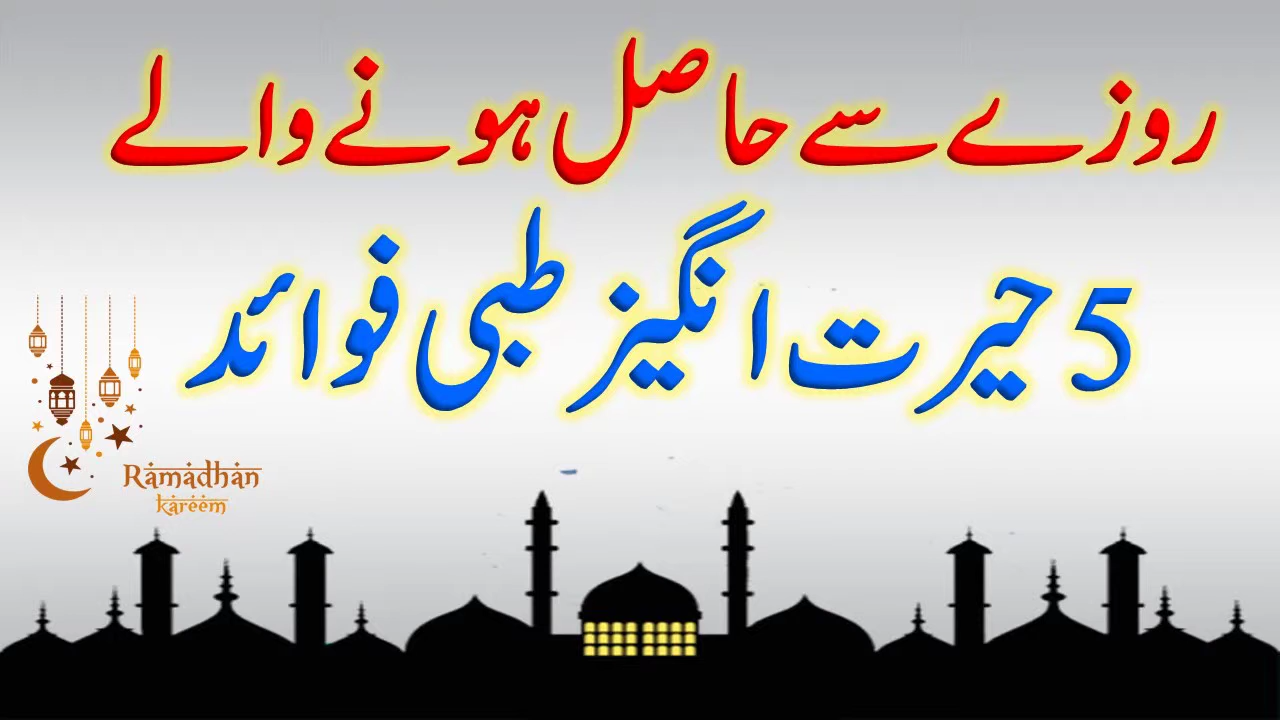 روزے سے حاصل ہونے والے
5 حیرت انگیز طبی فوائد
Ramadhan
kareem